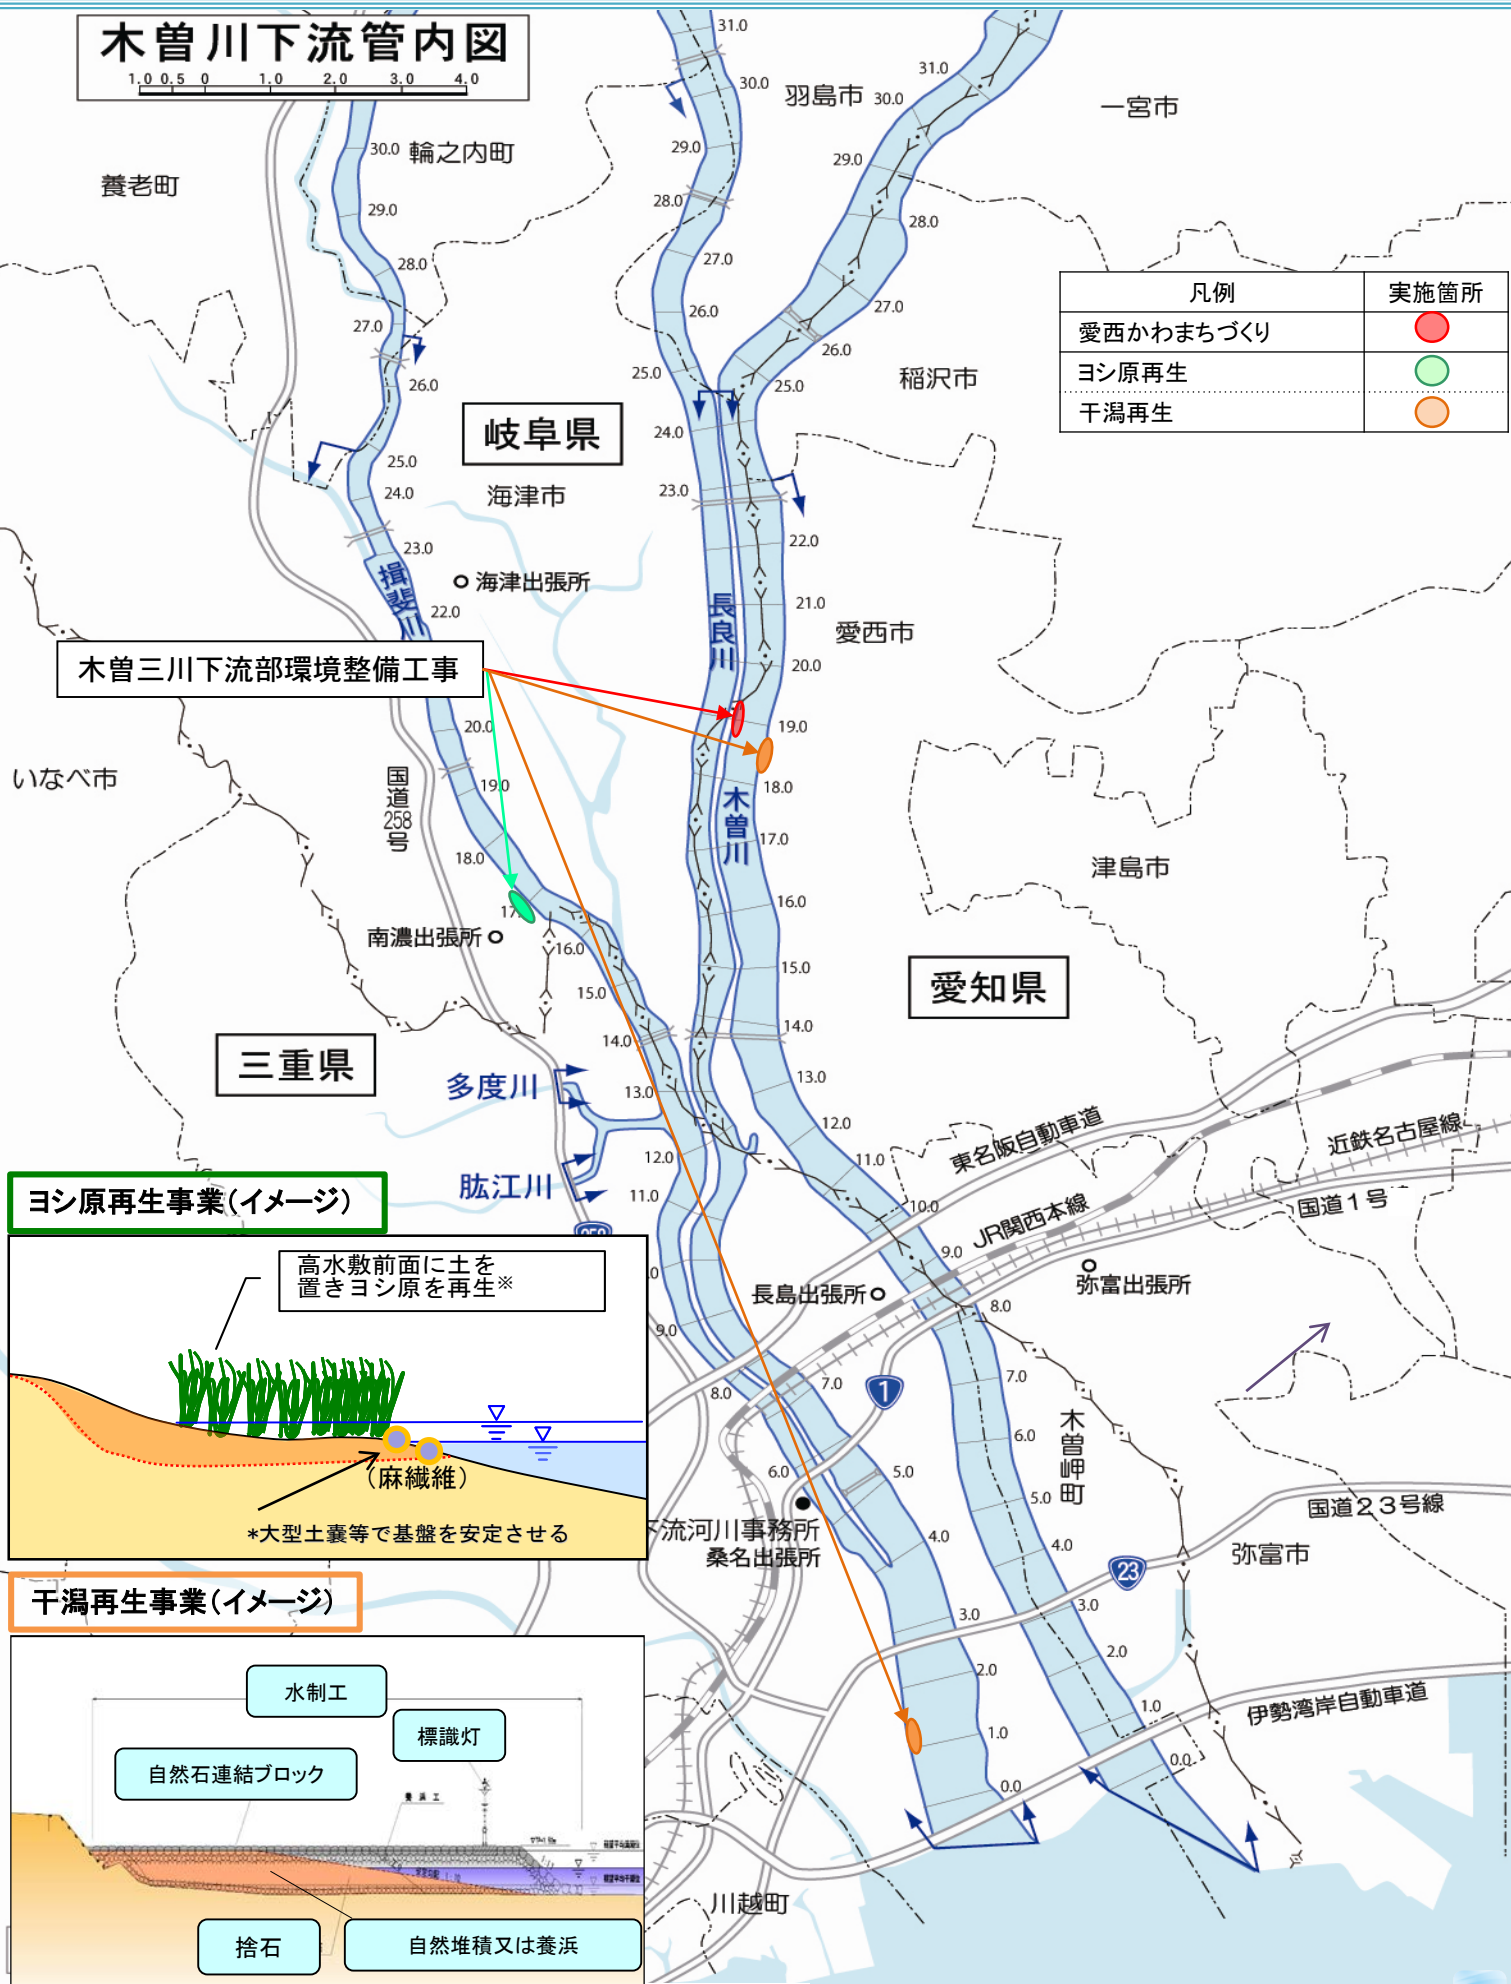 木曽川下流管内図
1.0 0.5 0 1.0 2.0 3.0 4.0
31.0
30.0
29.0
28.0
27.0
26.0
25.0
24.0
23.0
羽島市
一宮市
輪之内町
養老町
31.0
30.0
29.0
28.0
27.0
26.0
25.0
30.0
29.0
28.0
27.0
26.0
25.0
24.0
23.0
22.0
20.0
19.0
18.0
凡例 実施箇所
愛西かわまちづくり
ヨシ原再生
干潟再生
稲沢市
岐阜県
海津市
海津出張所
揖斐川
長良川
木曽川
22.0
21.0
20.0
19.0
18.0
17.0
16.0
15.0
14.0
13.0
12.0
11.0
10.0
9.0
8.0
7.0
6.0
5.0
4.0
3.0
2.0
1.0
0.0
愛西市
木曽三川下流部環境整備工事
いなべ市
国道258号
津島市
南濃出張所
16.0
15.0
14.0
13.0
12.0
11.0
9.0
8.0
7.0
6.0
5.0
4.0
3.0
2.0
1.0
0.0
愛知県
三重県
多度川
肱江川
東名阪自動車道
近鉄名古屋線
JR関西本線
国道1号
長島出張所
弥富出張所
1
木曽岬町
国道23号線
23
弥富市
下流河川事務所
桑名出張所
伊勢湾岸自動車道
川越町
ヨシ原再生事業(イメージ)
高水敷前面に土を
置きヨシ原を再生※
(麻繊維)
*大型土嚢等で基盤を安定させる
干潟再生事業(イメージ)
水制工
標識灯
自然石連結ブロック
養浜工
捨石
自然堆積又は養浜